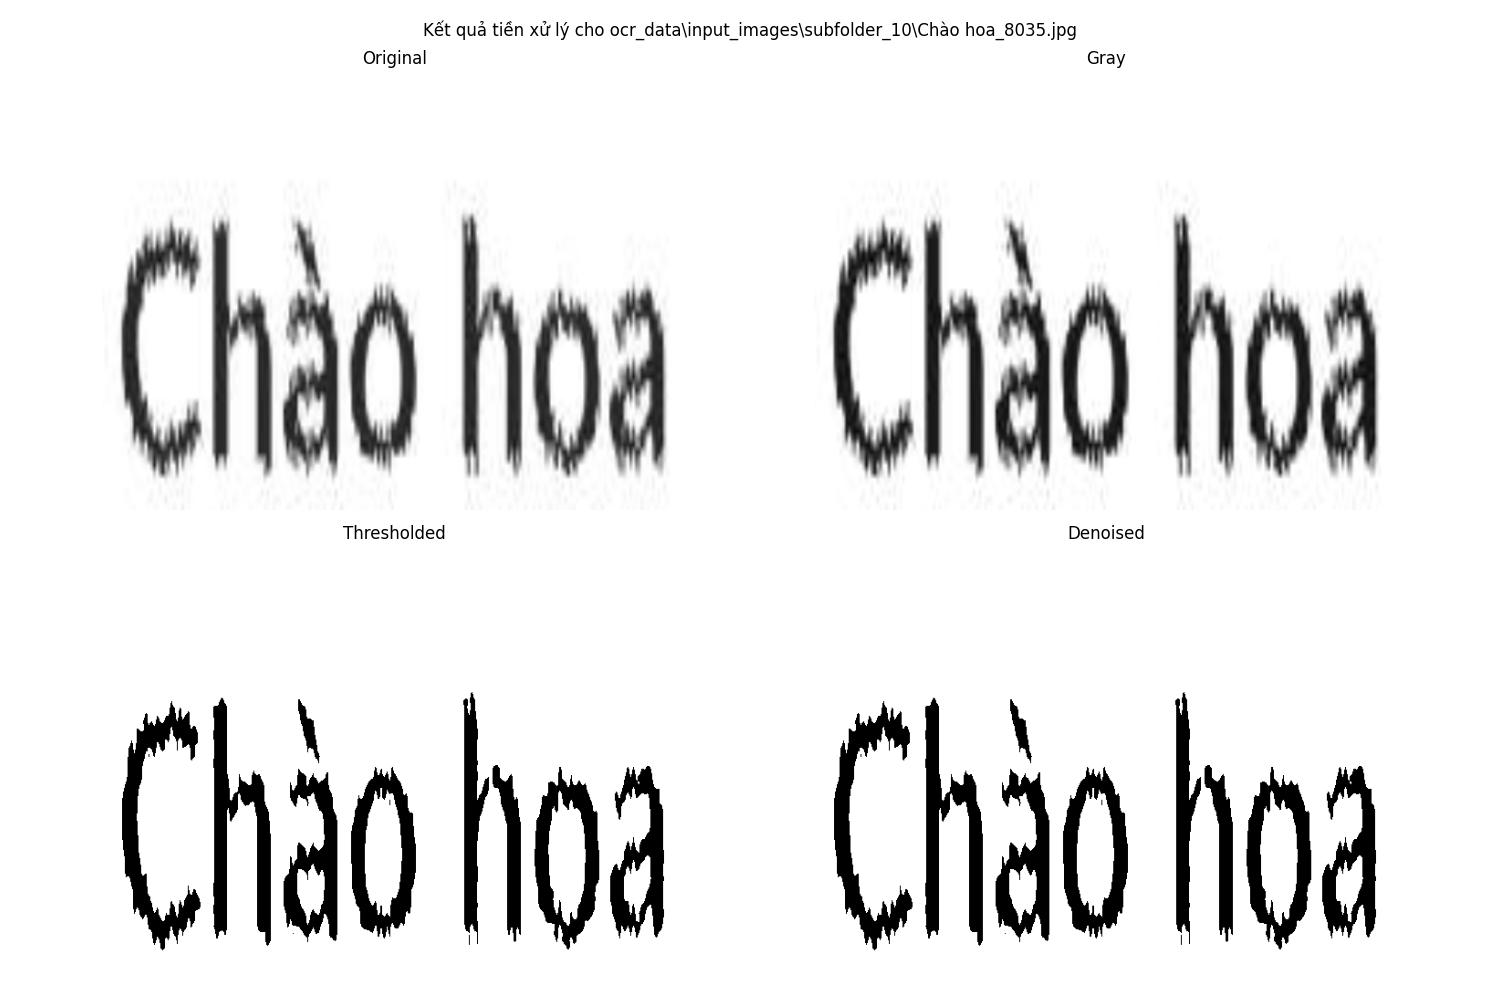 Kết quả tiền xử lý cho ocr_data\input_images\subfolder_10\Chào hoa_8035.jpg
Original
Gray
Chào hoa
Chào hoa
Thresholded
Denoised
Chào hoa
Chào hoa